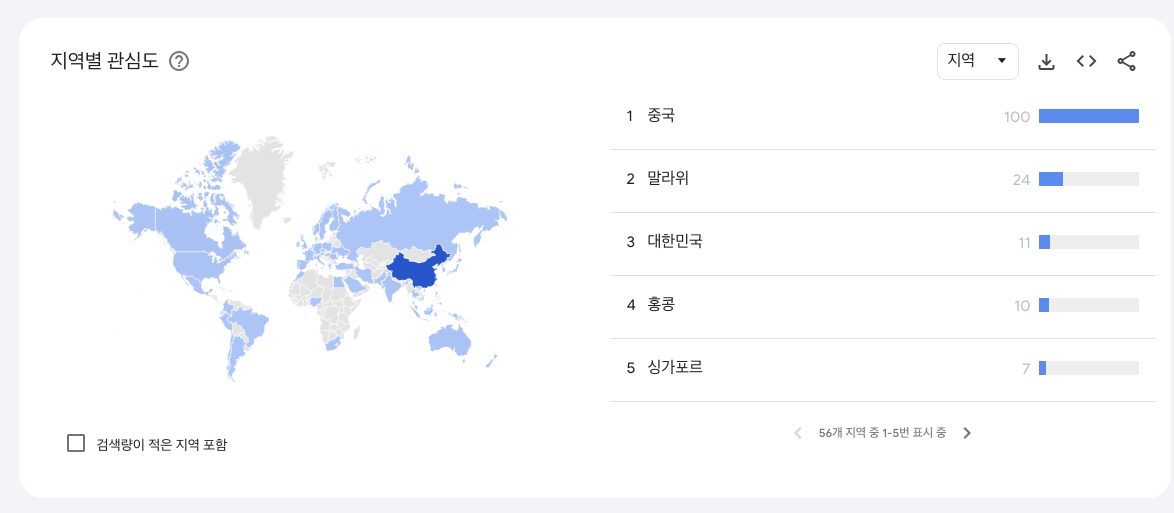 지역별 관심도
지역
1 중국 100
2 말라위 24
3 대한민국 11
4 홍콩 10
5 싱가포르 7
검색량이 적은 지역 포함
56개 지역 중 1-5번 표시 중